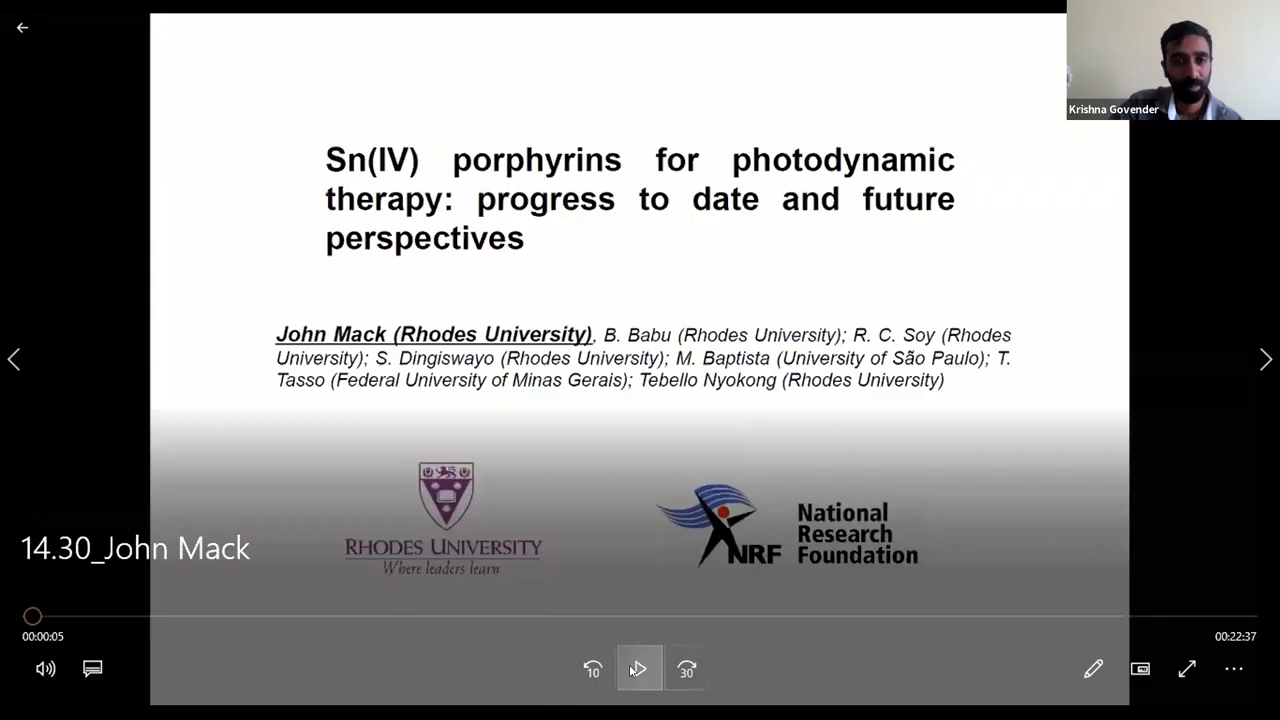 Krishna Govender
Sn(IV) porphyrins for photodynamic
therapy: progress to date and future
perspectives
John Mack (Rhodes University), B. Babu (Rhodes University); R. C. Soy (Rhodes
University); S. Dingiswayo (Rhodes University); M. Baptista (University of São Paulo); T.
Tasso (Federal University of Minas Gerais); Tebello Nyokong (Rhodes University)
RHODES UNIVERSITY
Where leaders learn
NRF
National
Research
Foundation
14.30_John Mack
00:00:05
00:22:37
10
30